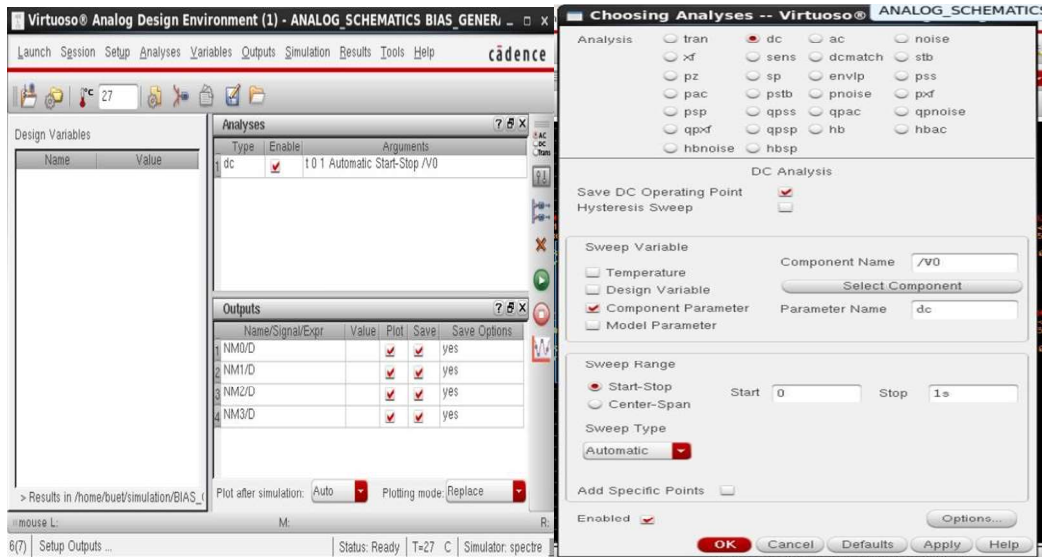 Virtuoso® Analog Design Environment (1) - ANALOG_SCHEMATICS BIAS_GENER
Launch Session Setup Analyses Variables Outputs Simulation Results Tools Help cādence
°C 27
Design Variables
Name Value
> Results in /home/buet/simulation/BIAS_
Analyses ? X
Type Enable Arguments
1 dc t 0 1 Automatic Start-Stop /V0
Outputs ? X
Name/Signal/Expr Value Plot Save Save Options
1 NM0/D yes
2 NM1/D yes
3 NM2/D yes
4 NM3/D yes
Plot after simulation: Auto Plotting mode: Replace
AC
DC
Trans
mouse L: M: R:
6(7) Setup Outputs ... Status: Ready T=27 C Simulator: spectre
Choosing Analyses -- Virtuoso® ANALOG_SCHEMATICS
Analysis tran dc ac noise
xf sens dcmatch stb
pz sp envlp pss
pac pstb pnoise pxf
psp qpss qpac qpnoise
qpxf qpsp hb hbac
hbnoise hbsp
DC Analysis
Save DC Operating Point
Hysteresis Sweep
Sweep Variable
Temperature
Design Variable
Component Parameter
Model Parameter
Component Name /V0
Select Component
Parameter Name dc
Sweep Range
Start-Stop
Center-Span
Start 0 Stop 1s
Sweep Type
Automatic
Add Specific Points
Enabled Options...
OK Cancel Defaults Apply Help